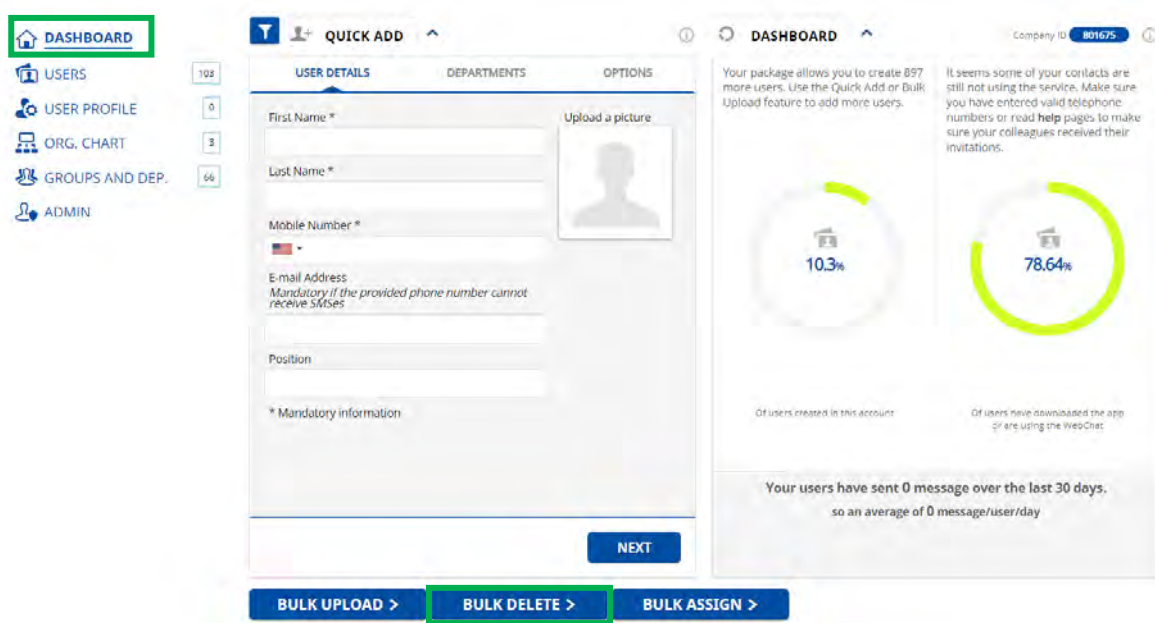 DASHBOARD
USERS 103
USER PROFILE 0
ORG. CHART 3
GROUPS AND DEP. 66
ADMIN
QUICK ADD
USER DETAILS DEPARTMENTS OPTIONS
First Name *
Upload a picture
Last Name *
Mobile Number *
E-mail Address
Mandatory if the provided phone number cannot
receive SMSes
Position
* Mandatory information
NEXT
DASHBOARD
Company ID 801675
Your package allows you to create 897
more users. Use the Quick Add or Bulk
Upload feature to add more users.
It seems some of your contacts are
still not using the service. Make sure
you have entered valid telephone
numbers or read help pages to make
sure your colleagues received their
invitations.
10.3%
78.64%
Of users created in this account
Of users have downloaded the app
or are using the WebChat
Your users have sent 0 message over the last 30 days.
so an average of 0 message/user/day
BULK UPLOAD >
BULK DELETE >
BULK ASSIGN >